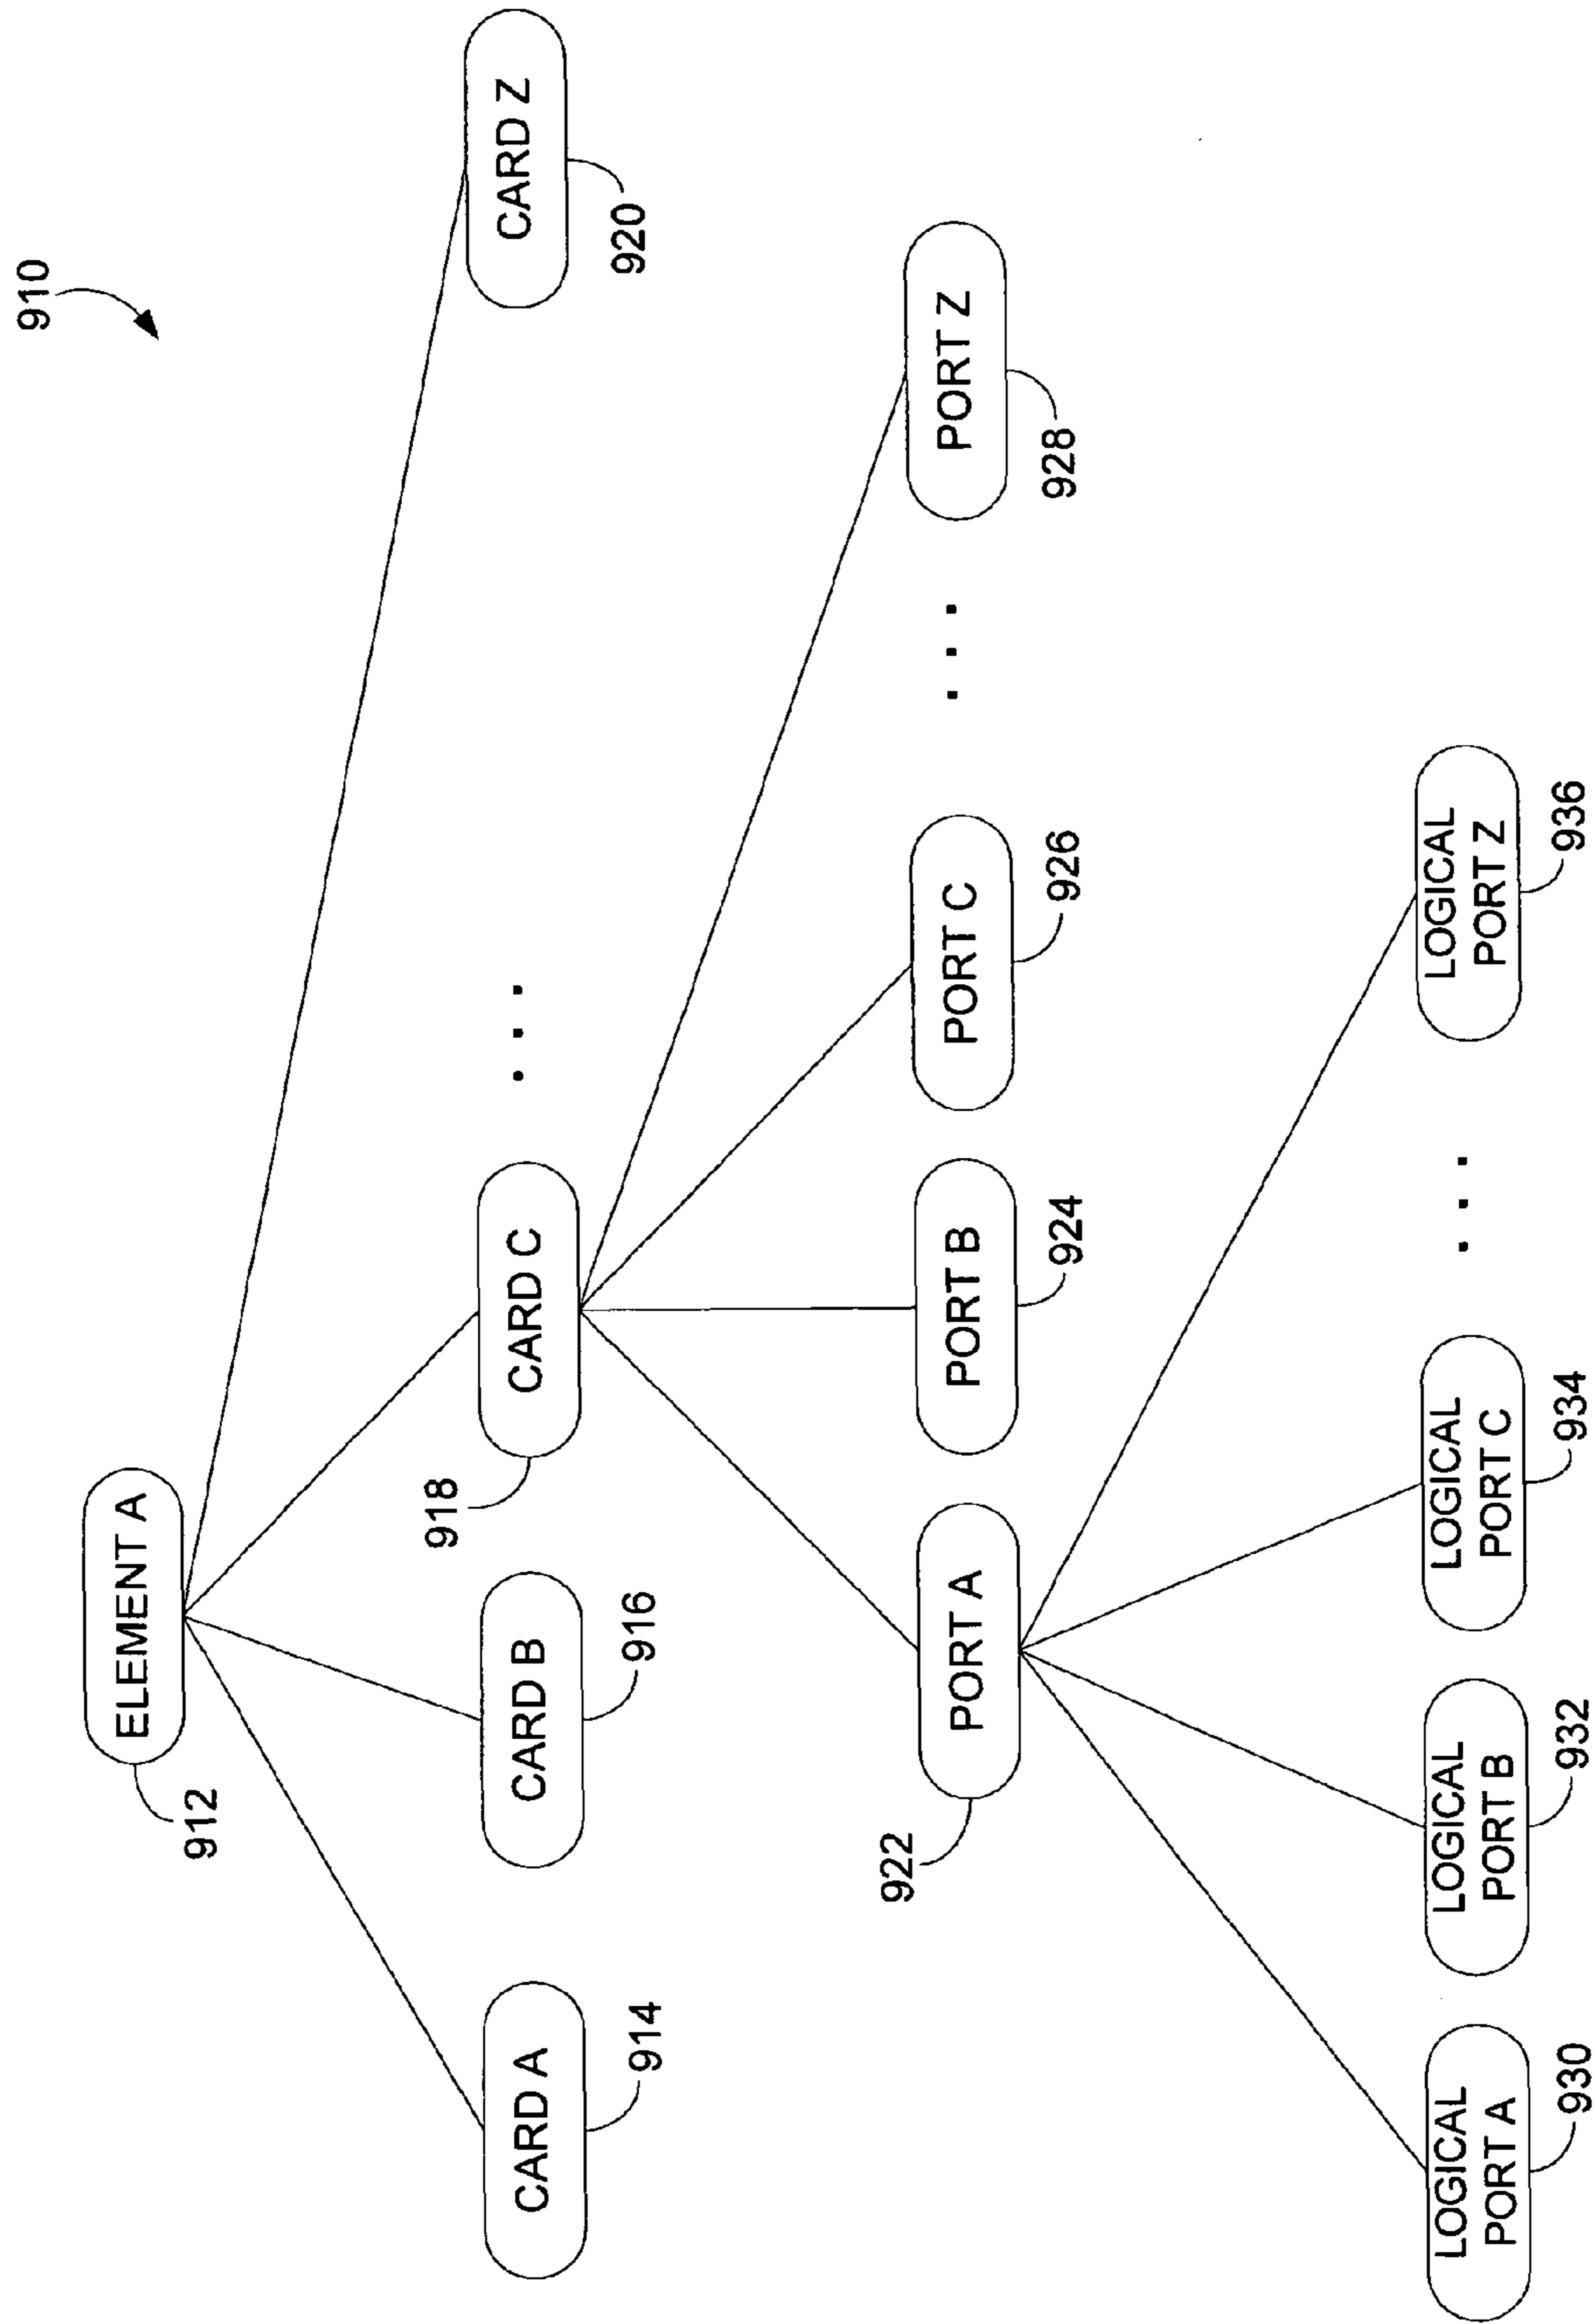 910
ELEMENT A
912
CARD A
914
CARD B
916
CARD C
918
. . .
CARD Z
920
PORT A
922
PORT B
924
PORT C
926
. . .
PORT Z
928
LOGICAL
PORT A
930
LOGICAL
PORT B
932
LOGICAL
PORT C
934
. . .
LOGICAL
PORT Z
936